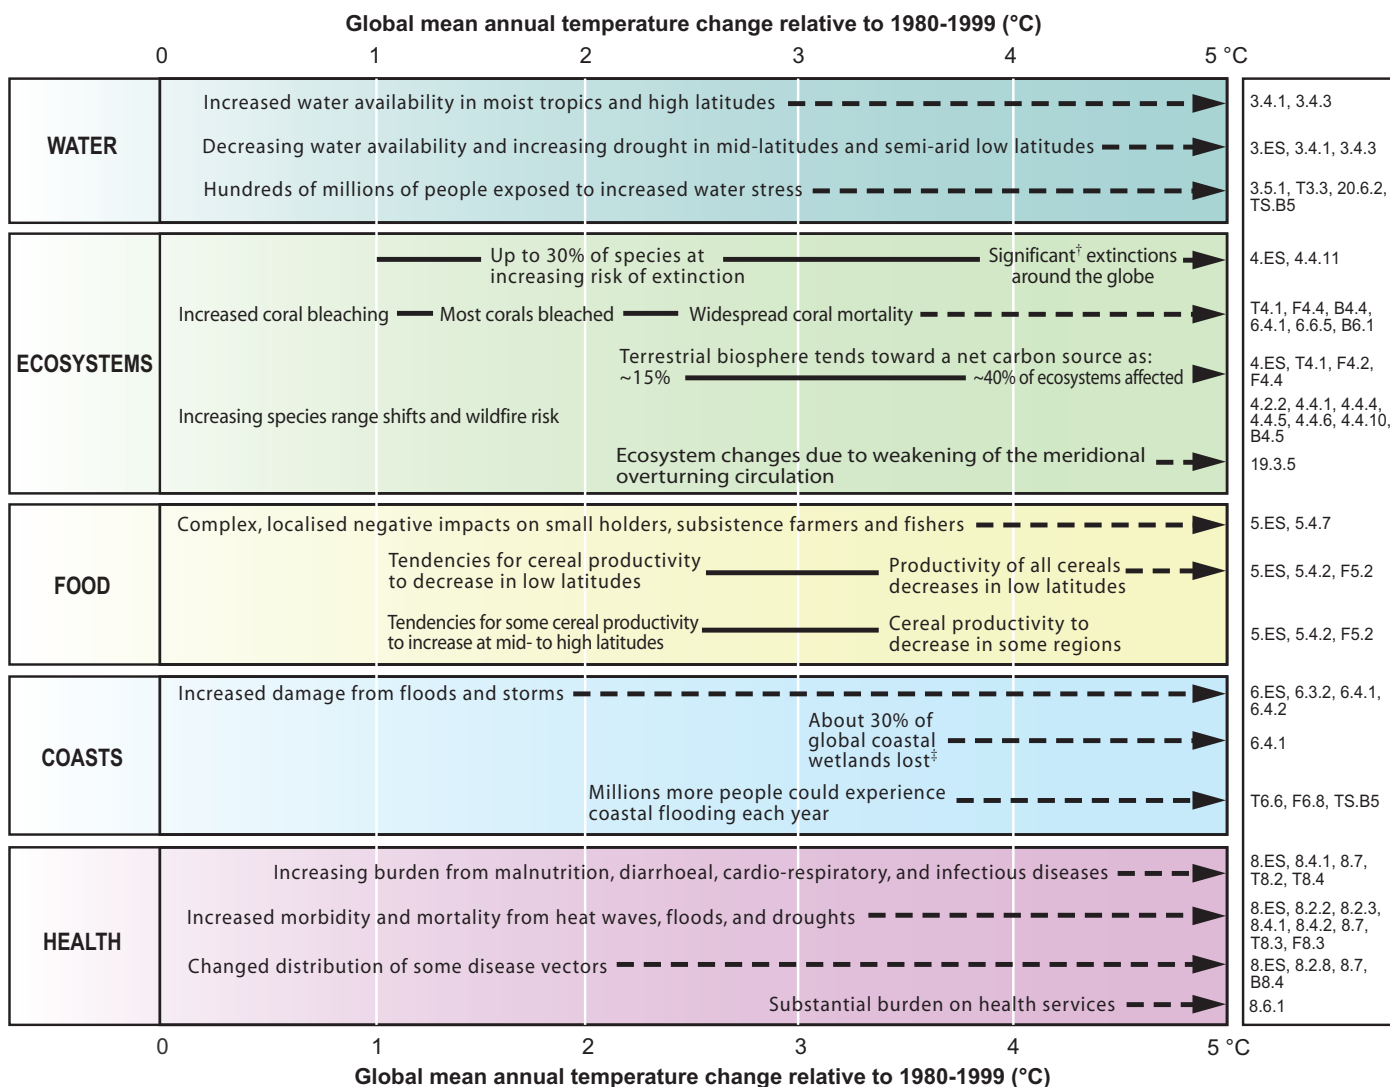 Global mean annual temperature change relative to 1980-1999 (°C)
0 1 2 3 4 5 °C
WATER
Increased water availability in moist tropics and high latitudes
3.4.1, 3.4.3
Decreasing water availability and increasing drought in mid-latitudes and semi-arid low latitudes
3.ES, 3.4.1, 3.4.3
Hundreds of millions of people exposed to increased water stress
3.5.1, T3.3, 20.6.2,
TS.B5
ECOSYSTEMS
Up to 30% of species at
increasing risk of extinction
Significant† extinctions
around the globe
4.ES, 4.4.11
Increased coral bleaching
Most corals bleached
Widespread coral mortality
T4.1, F4.4, B4.4,
6.4.1, 6.6.5, B6.1
Terrestrial biosphere tends toward a net carbon source as:
~15%
~40% of ecosystems affected
4.ES, T4.1, F4.2,
F4.4
Increasing species range shifts and wildfire risk
4.2.2, 4.4.1, 4.4.4,
4.4.5, 4.4.6, 4.4.10,
B4.5
Ecosystem changes due to weakening of the meridional
overturning circulation
19.3.5
FOOD
Complex, localised negative impacts on small holders, subsistence farmers and fishers
5.ES, 5.4.7
Tendencies for cereal productivity
to decrease in low latitudes
Productivity of all cereals
decreases in low latitudes
5.ES, 5.4.2, F5.2
Tendencies for some cereal productivity
to increase at mid- to high latitudes
Cereal productivity to
decrease in some regions
5.ES, 5.4.2, F5.2
COASTS
Increased damage from floods and storms
6.ES, 6.3.2, 6.4.1,
6.4.2
About 30% of
global coastal
wetlands lost‡
6.4.1
Millions more people could experience
coastal flooding each year
T6.6, F6.8, TS.B5
HEALTH
Increasing burden from malnutrition, diarrhoeal, cardio-respiratory, and infectious diseases
8.ES, 8.4.1, 8.7,
T8.2, T8.4
Increased morbidity and mortality from heat waves, floods, and droughts
8.ES, 8.2.2, 8.2.3,
8.4.1, 8.4.2, 8.7,
T8.3, F8.3
Changed distribution of some disease vectors
8.ES, 8.2.8, 8.7,
B8.4
Substantial burden on health services
8.6.1
0 1 2 3 4 5 °C
Global mean annual temperature change relative to 1980-1999 (°C)